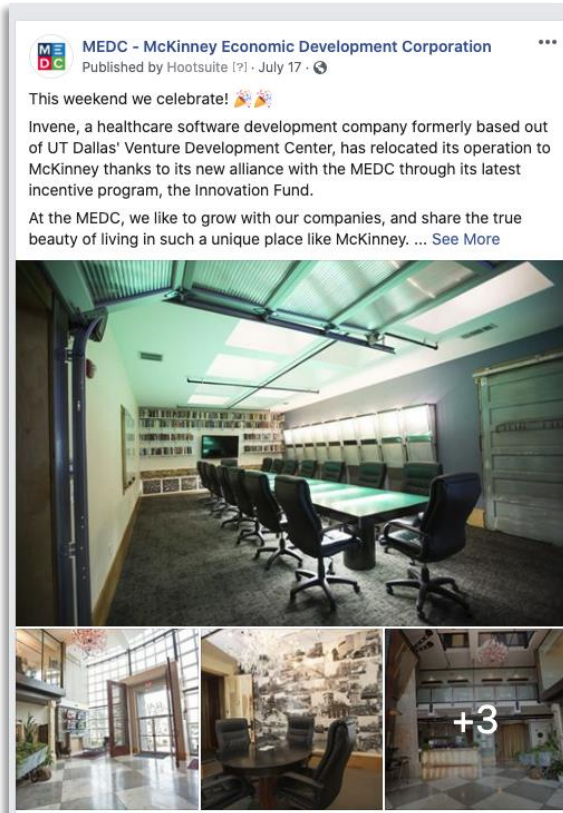 MEDC
MEDC - McKinney Economic Development Corporation
Published by Hootsuite [?] · July 17 ·
This weekend we celebrate! 🎉🎉
Invene, a healthcare software development company formerly based out
of UT Dallas' Venture Development Center, has relocated its operation to
McKinney thanks to its new alliance with the MEDC through its latest
incentive program, the Innovation Fund.
At the MEDC, we like to grow with our companies, and share the true
beauty of living in such a unique place like McKinney. ... See More
+3